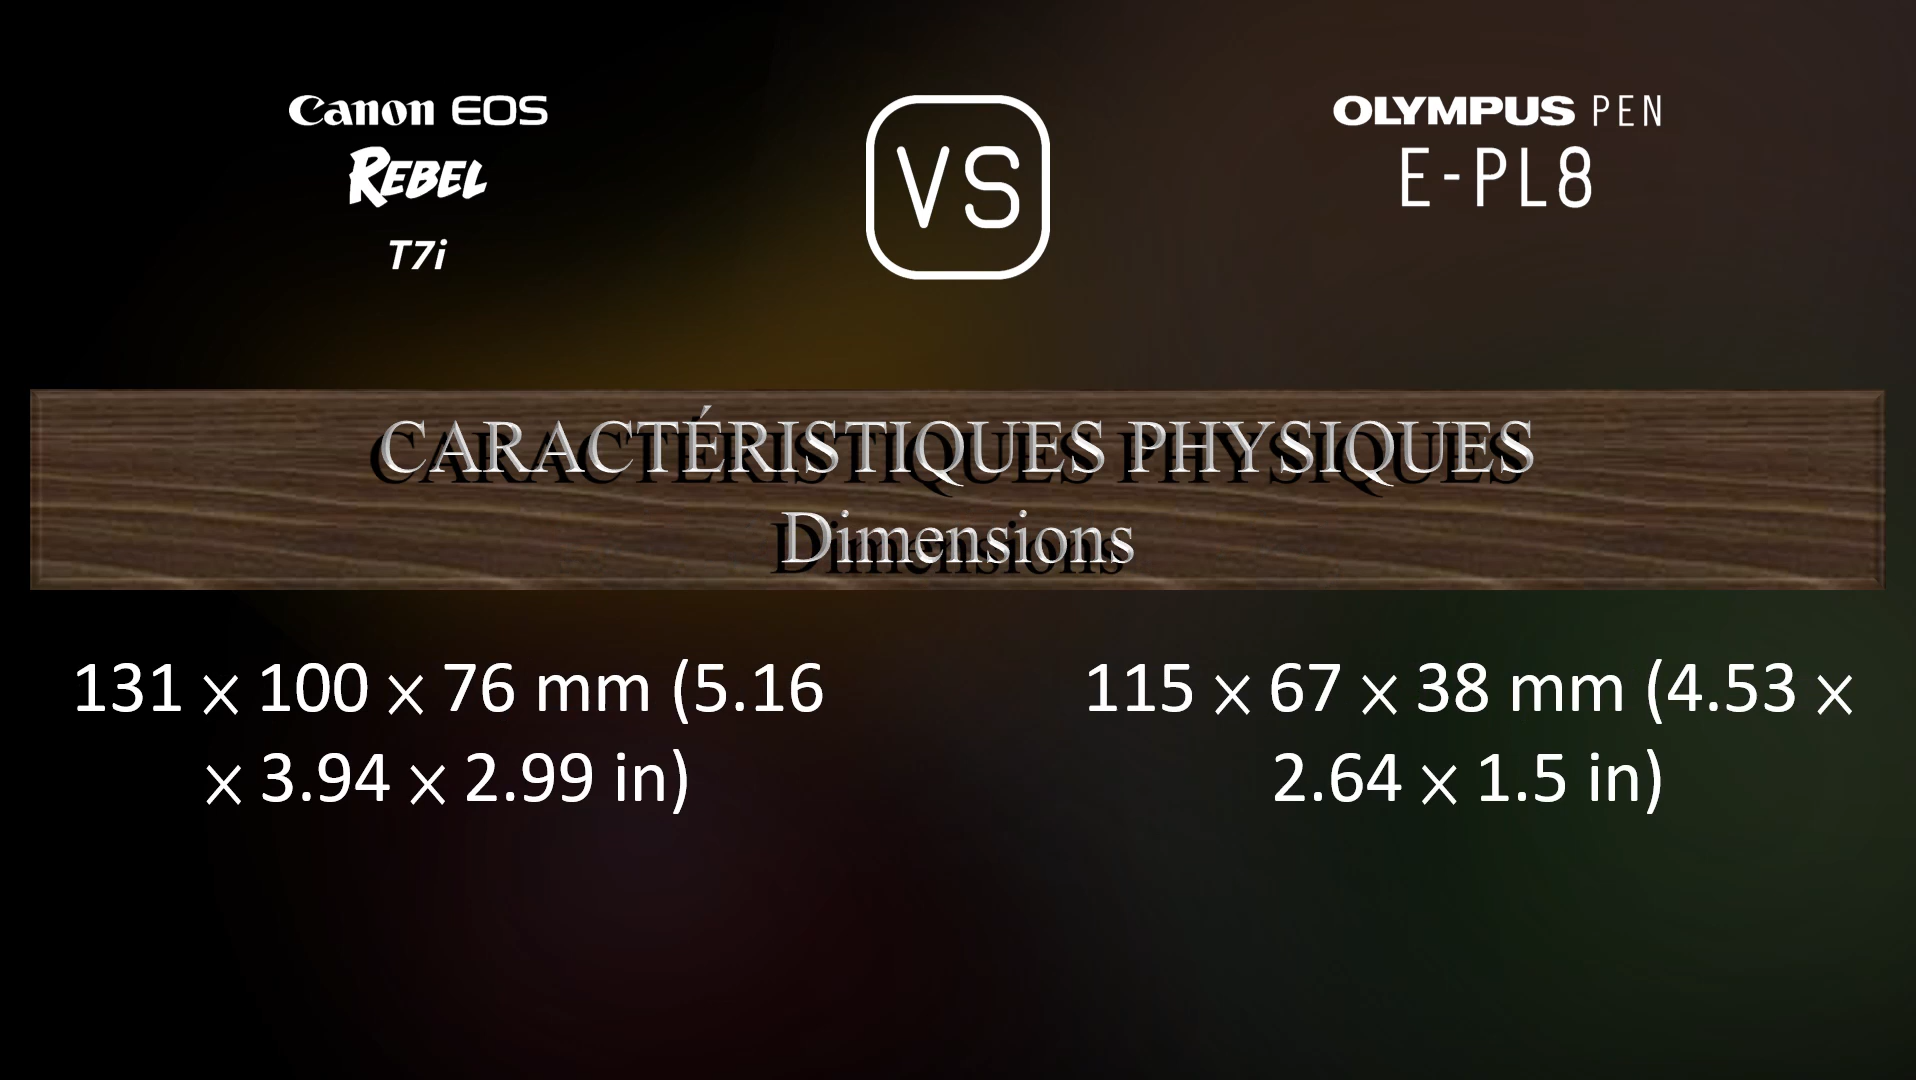 Canon EOS
REBEL
T7i
VS
OLYMPUS PEN
E-PL8
CARACTÉRISTIQUES PHYSIQUES
Dimensions
131 x 100 x 76 mm (5.16
x 3.94 x 2.99 in)
115 x 67 x 38 mm (4.53 x
2.64 x 1.5 in)